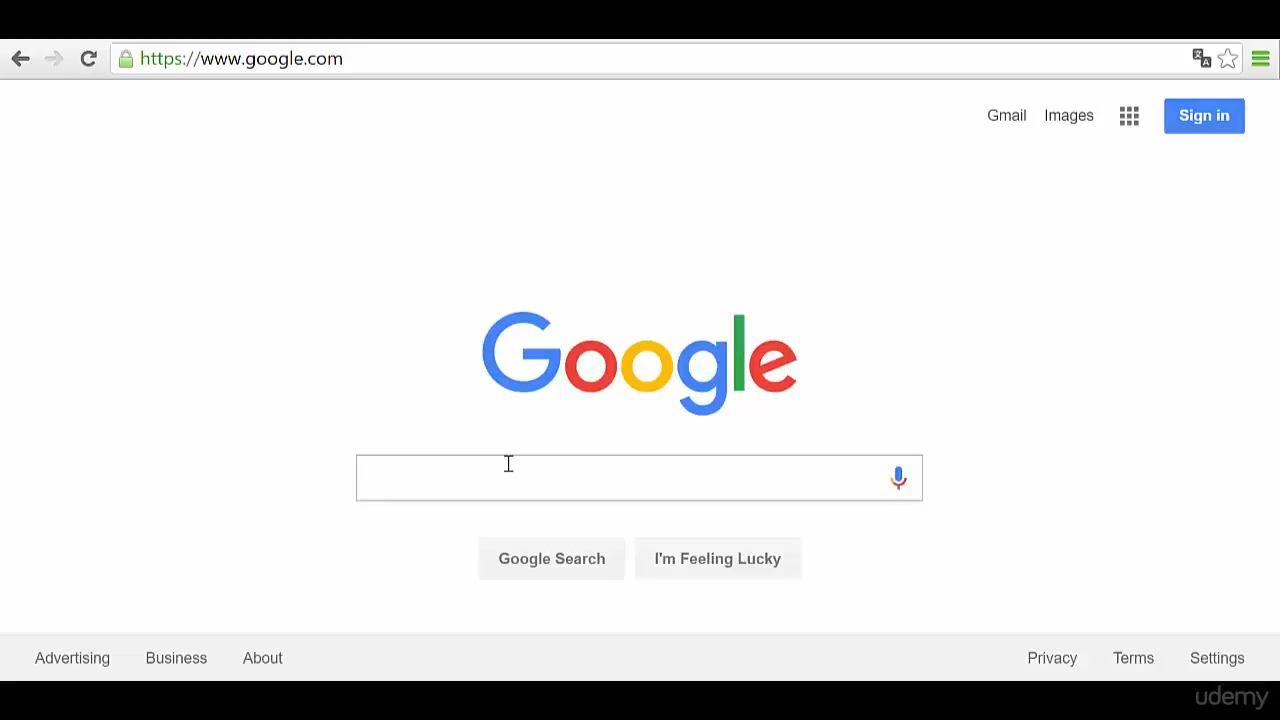 https://www.google.com
Gmail Images Sign in
Google
Google Search I'm Feeling Lucky
Advertising Business About Privacy Terms Settings
udemy